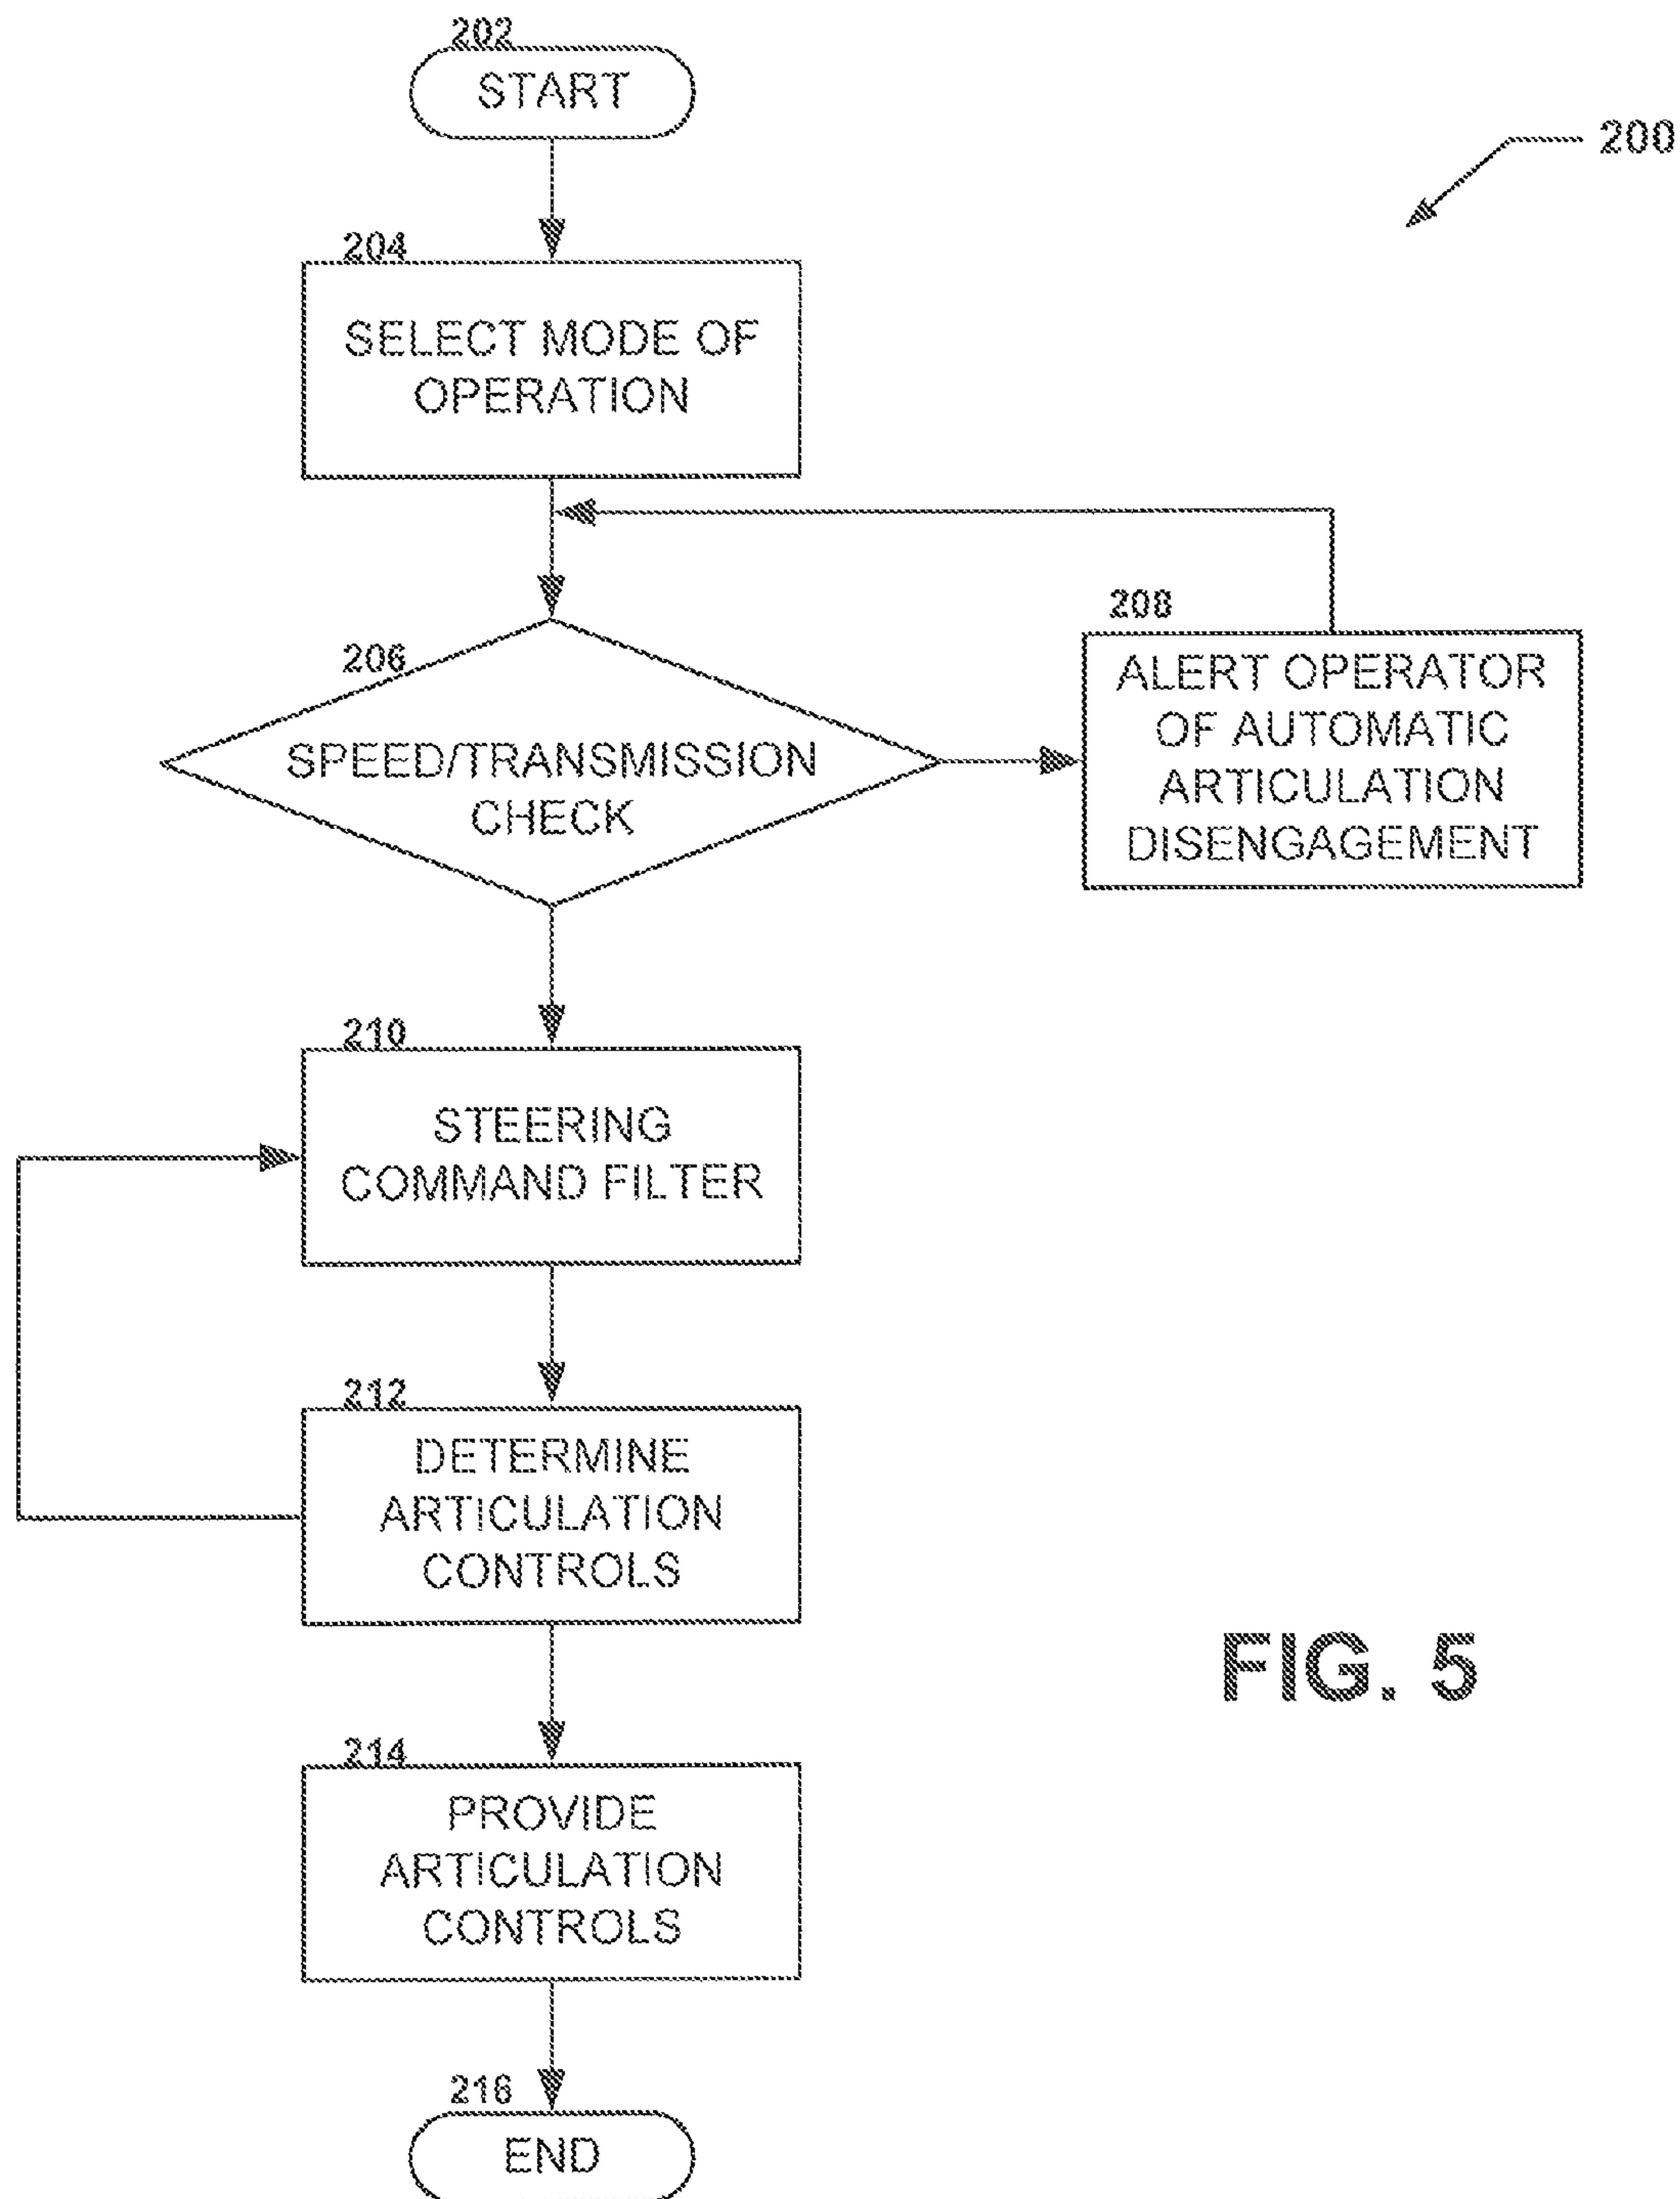 202
START
200
204
SELECT MODE OF
OPERATION
206
SPEED/TRANSMISSION
CHECK
208
ALERT OPERATOR
OF AUTOMATIC
ARTICULATION
DISENGAGEMENT
210
STEERING
COMMAND FILTER
212
DETERMINE
ARTICULATION
CONTROLS
214
PROVIDE
ARTICULATION
CONTROLS
216
END
FIG. 5